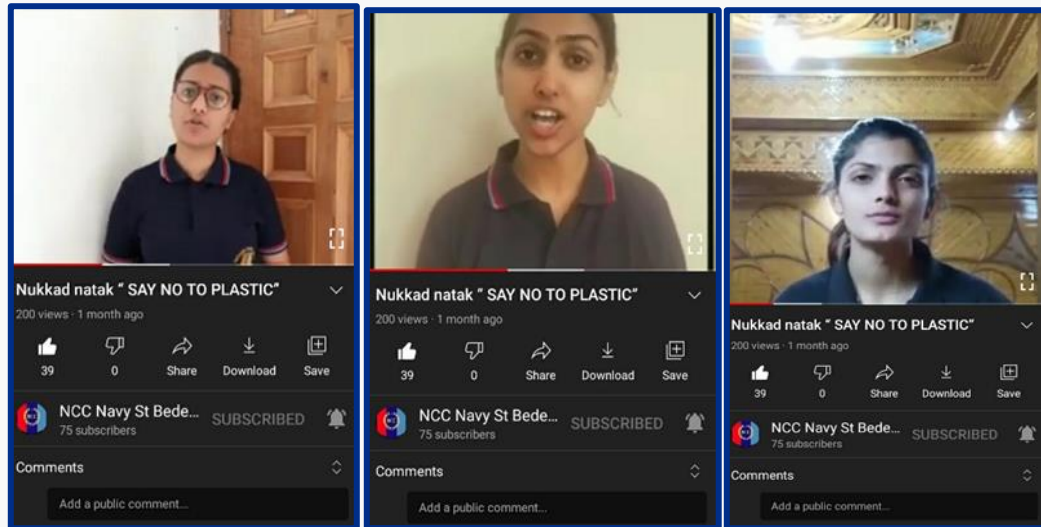 Nukkad natak “ SAY NO TO PLASTIC”
200 views · 1 month ago
39
0
Share
Download
Save
NCC Navy St Bede...
SUBSCRIBED
75 subscribers
Comments
Add a public comment...
Nukkad natak “ SAY NO TO PLASTIC”
200 views · 1 month ago
39
0
Share
Download
Save
NCC Navy St Bede...
SUBSCRIBED
75 subscribers
Comments
Add a public comment...
Nukkad natak “ SAY NO TO PLASTIC”
200 views · 1 month ago
39
0
Share
Download
Save
NCC Navy St Bede...
SUBSCRIBED
75 subscribers
Comments
Add a public comment...